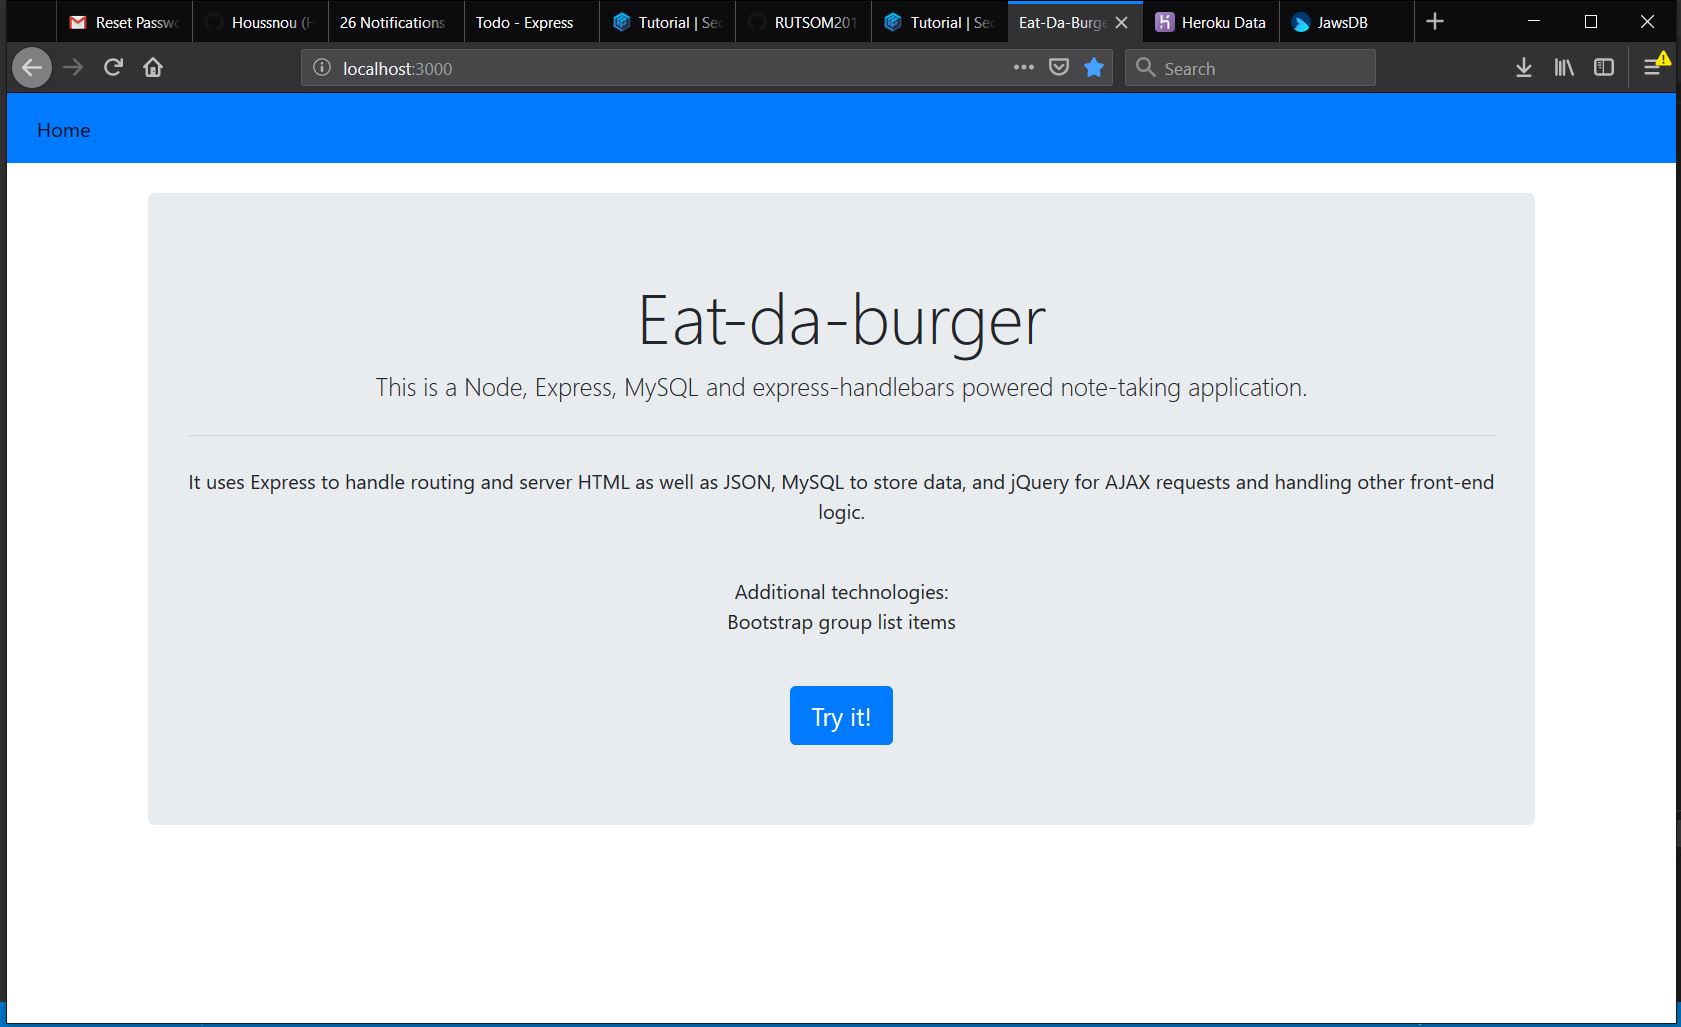 Reset Passw
Houssnou (H
26 Notifications
Todo - Express
Tutorial | Sec
RUTSOM201
Tutorial | Sec
Eat-Da-Burge
Heroku Data
JawsDB
localhost:3000
Search
Home
Eat-da-burger
This is a Node, Express, MySQL and express-handlebars powered note-taking application.
It uses Express to handle routing and server HTML as well as JSON, MySQL to store data, and jQuery for AJAX requests and handling other front-end
logic.
Additional technologies:
Bootstrap group list items
Try it!